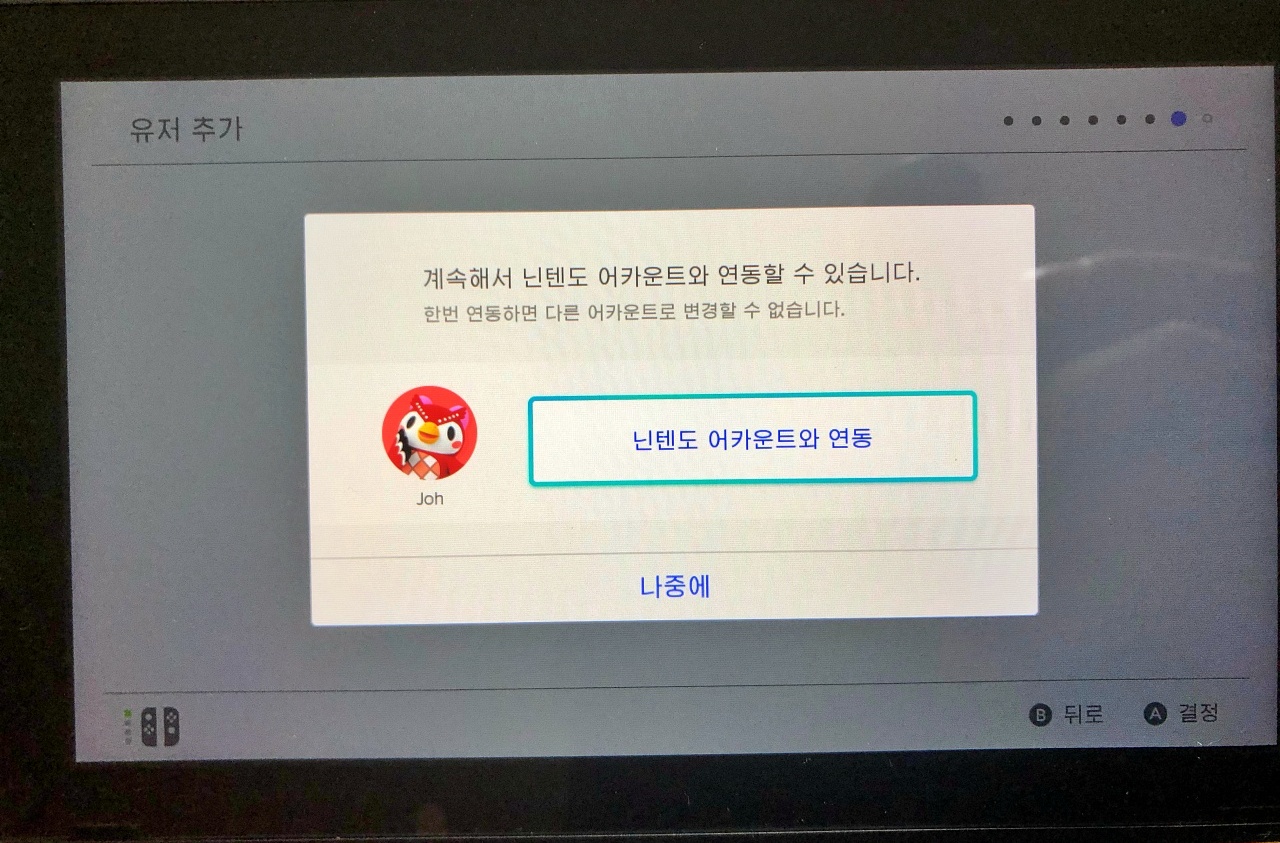 유저 추가
계속해서 닌텐도 어카운트와 연동할 수 있습니다.
한번 연동하면 다른 어카운트로 변경할 수 없습니다.
닌텐도 어카운트와 연동
Joh
나중에
B 뒤로 A 결정